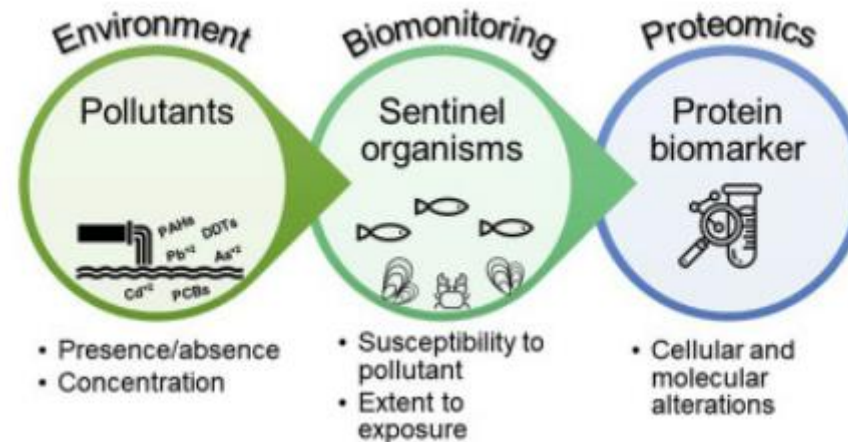 Environment
Pollutants
PAHs DDTs
Pb⁺² As⁺²
Cd⁺² PCBs
• Presence/absence
• Concentration
Biomonitoring
Sentinel
organisms
• Susceptibility to
pollutant
• Extent to
exposure
Proteomics
Protein
biomarker
• Cellular and
molecular
alterations